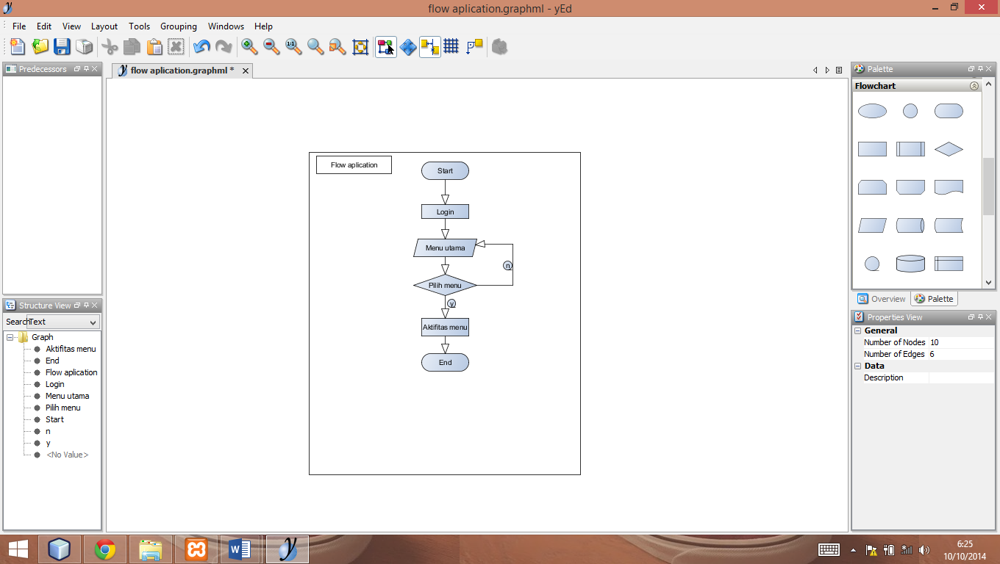 flow aplication.graphml - yEd
File Edit View Layout Tools Grouping Windows Help
1:1
Predecessors
flow aplication.graphml *
Palette
Flowchart
Flow aplication
Start
Login
Menu utama
n
Pilih menu
y
Aktifitas menu
End
Structure View
Search Text
Graph
Aktifitas menu
End
Flow aplication
Login
Menu utama
Pilih menu
Start
n
y
<No Value>
Overview
Palette
Properties View
General
Number of Nodes 10
Number of Edges 6
Data
Description
6:25
10/10/2014